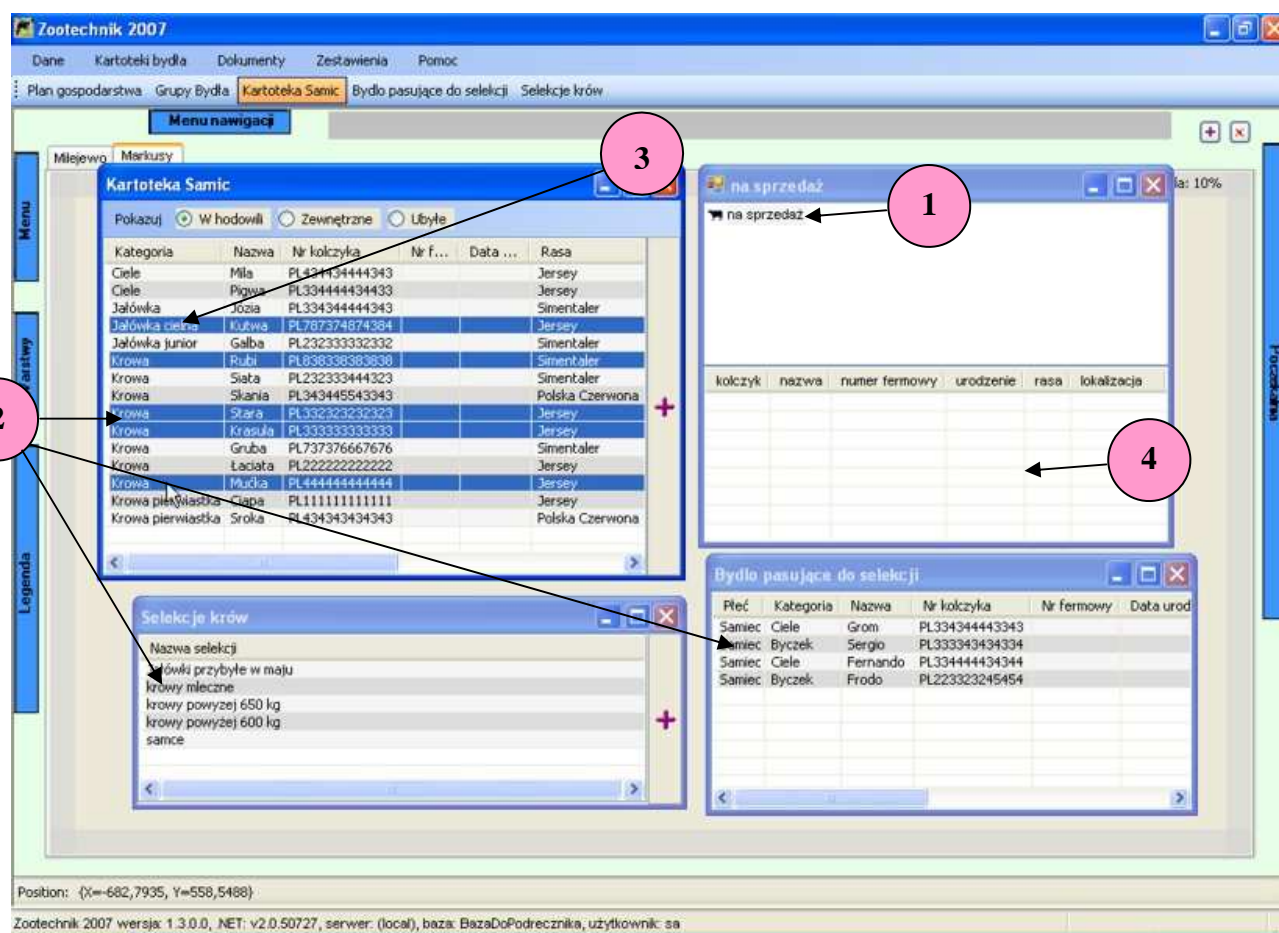 Zootechnik 2007
Dane Kartoteki bydła Dokumenty Zestawienia Pomoc
Plan gospodarstwa Grupy Bydła Kartoteka Samic Bydło pasujące do selekcji Selekcje krów
Menu nawigacji
Milejewo Markusy
Menu
Legenda
Poczekalnia
ia: 10%
3
1
2
4
Kartoteka Samic
Pokazuj W hodowli Zewnętrzne Ubyłe
Kategoria Nazwa Nr kolczyka Nr f... Data ... Rasa
Ciele Mila PL434434444343 Jersey
Ciele Pigwa PL334444434433 Jersey
Jałówka Józia PL334344444343 Simentaler
Jałówka cielna Kutwa PL787374874384 Jersey
Jałówka junior Galba PL232333332332 Simentaler
Krowa Rubi PL838338383838 Simentaler
Krowa Siata PL232333444323 Simentaler
Krowa Skania PL343445543343 Polska Czerwona
Krowa Stara PL332323232323 Jersey
Krowa Krasula PL333333333333 Jersey
Krowa Gruba PL737376667676 Simentaler
Krowa Łaciata PL222222222222 Jersey
Krowa Mućka PL444444444444 Jersey
Krowa pierwiastka Ciapa PL111111111111 Jersey
Krowa pierwiastka Sroka PL434343434343 Polska Czerwona
na sprzedaż
na sprzedaż
kolczyk nazwa numer fermowy urodzenie rasa lokalizacja
Selekcje krów
Nazwa selekcji
Jałówki przybyłe w maju
krowy mleczne
krowy powyżej 650 kg
krowy powyżej 600 kg
samce
Bydło pasujące do selekcji
Płeć Kategoria Nazwa Nr kolczyka Nr fermowy Data urod
Samiec Ciele Grom PL334344443343
Samiec Byczek Sergio PL333343434334
Samiec Ciele Fernando PL334444434344
Samiec Byczek Frodo PL223323245454
Position: {X=-682,7935, Y=558,5488}
Zootechnik 2007 wersja: 1.3.0.0, .NET: v2.0.50727, serwer: (local), baza: BazaDoPodrecznika, użytkownik: sa